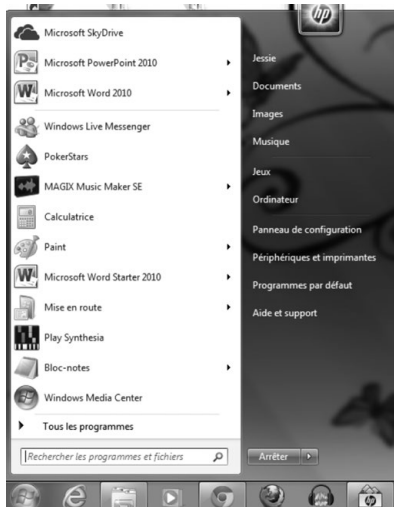 hp
Microsoft SkyDrive
Microsoft PowerPoint 2010
Microsoft Word 2010
Windows Live Messenger
PokerStars
MAGIX Music Maker SE
Calculatrice
Paint
Microsoft Word Starter 2010
Mise en route
Play Synthesia
Bloc-notes
Windows Media Center
Tous les programmes
Rechercher les programmes et fichiers
Jessie
Documents
Images
Musique
Jeux
Ordinateur
Panneau de configuration
Périphériques et imprimantes
Programmes par défaut
Aide et support
Arrêter